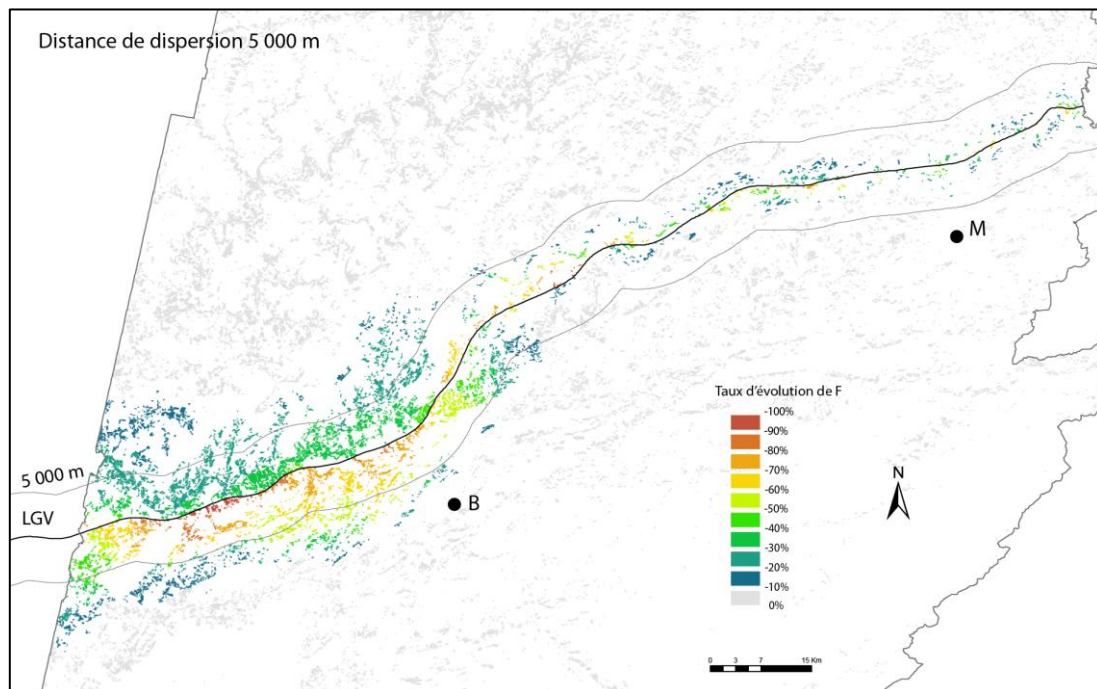 Distance de dispersion 5 000 m
M
5 000 m
LGV
B
Taux d'évolution de F
-100%
-90%
-80%
-70%
-60%
-50%
-40%
-30%
-20%
-10%
0%
N
0 3 7 15 Km